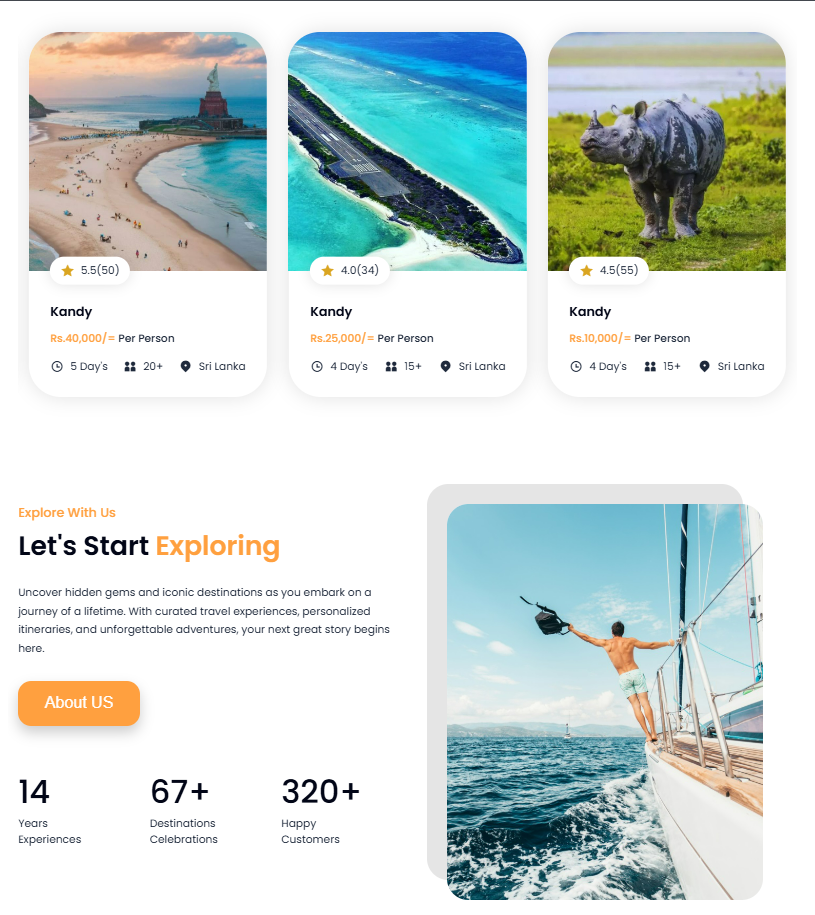 5.5(50)
4.0(34)
4.5(55)
Kandy
Rs.40,000/= Per Person
5 Day's 20+ Sri Lanka
Kandy
Rs.25,000/= Per Person
4 Day's 15+ Sri Lanka
Kandy
Rs.10,000/= Per Person
4 Day's 15+ Sri Lanka
Explore With Us
Let's Start Exploring
Uncover hidden gems and iconic destinations as you embark on a
journey of a lifetime. With curated travel experiences, personalized
itineraries, and unforgettable adventures, your next great story begins
here.
About US
14
Years
Experiences
67+
Destinations
Celebrations
320+
Happy
Customers